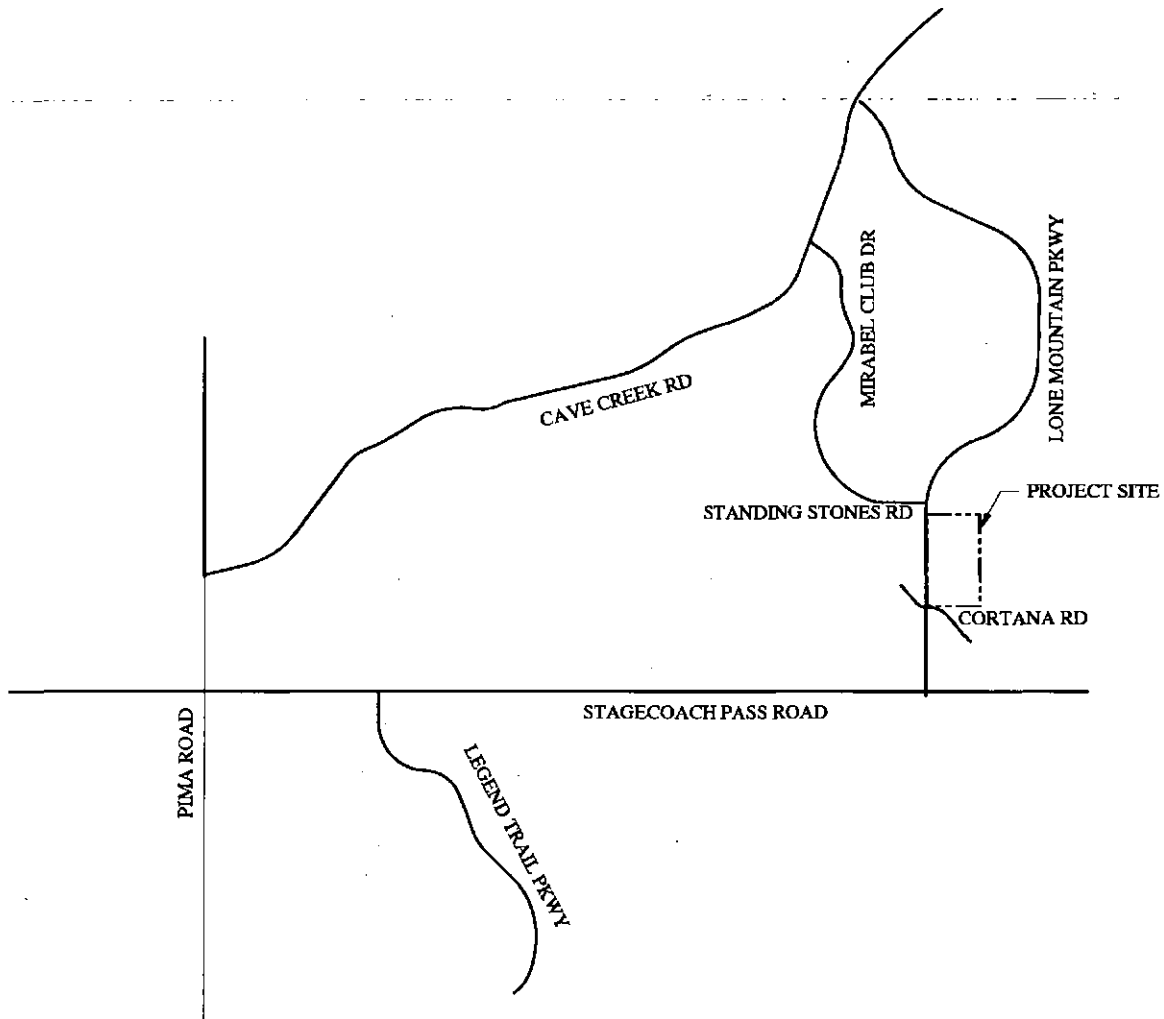 MIRABEL CLUB DR
LONE MOUNTAIN PKWY
CAVE CREEK RD
PROJECT SITE
STANDING STONES RD
CORTANA RD
STAGECOACH PASS ROAD
PIMA ROAD
LEGEND TRAIL PKWY